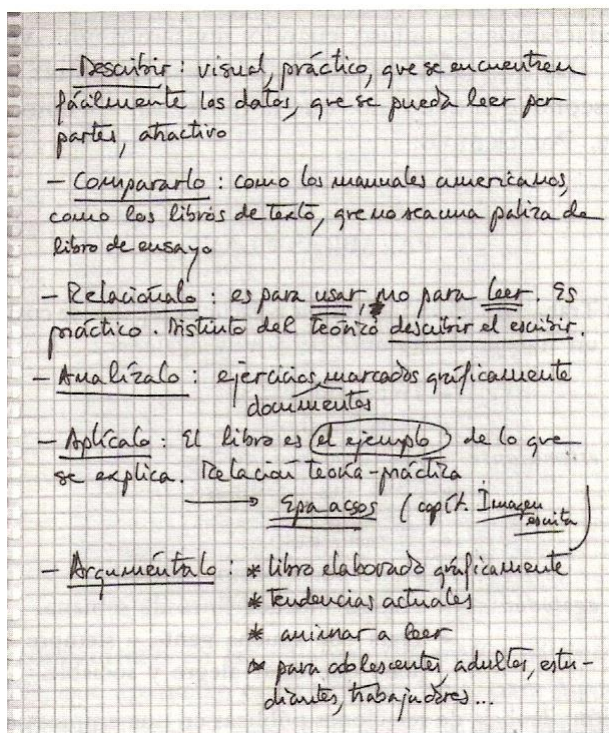 - Describir : visual, práctico, que se encuentren
fácilmente los datos, que se pueda leer por
partes, atractivo
- Compararlo : como los manuales americanos,
como los libros de texto, que no sea una paliza de
libro de ensayo
- Relaciónalo : es para usar, no para leer. Es
práctico. Distinto del teórico describir el escribir.
- Analízalo : ejercicios, marcados gráficamente
documentos
- Aplícalo : El libro es el ejemplo de lo que
se explica. Relación teoría-práctica
(capít. Imagen
escrita
- Arguméntalo : * libro elaborado gráficamente
* tendencias actuales
* animar a leer
* para adolescentes, adultos, estu-
diantes, trabajadores...